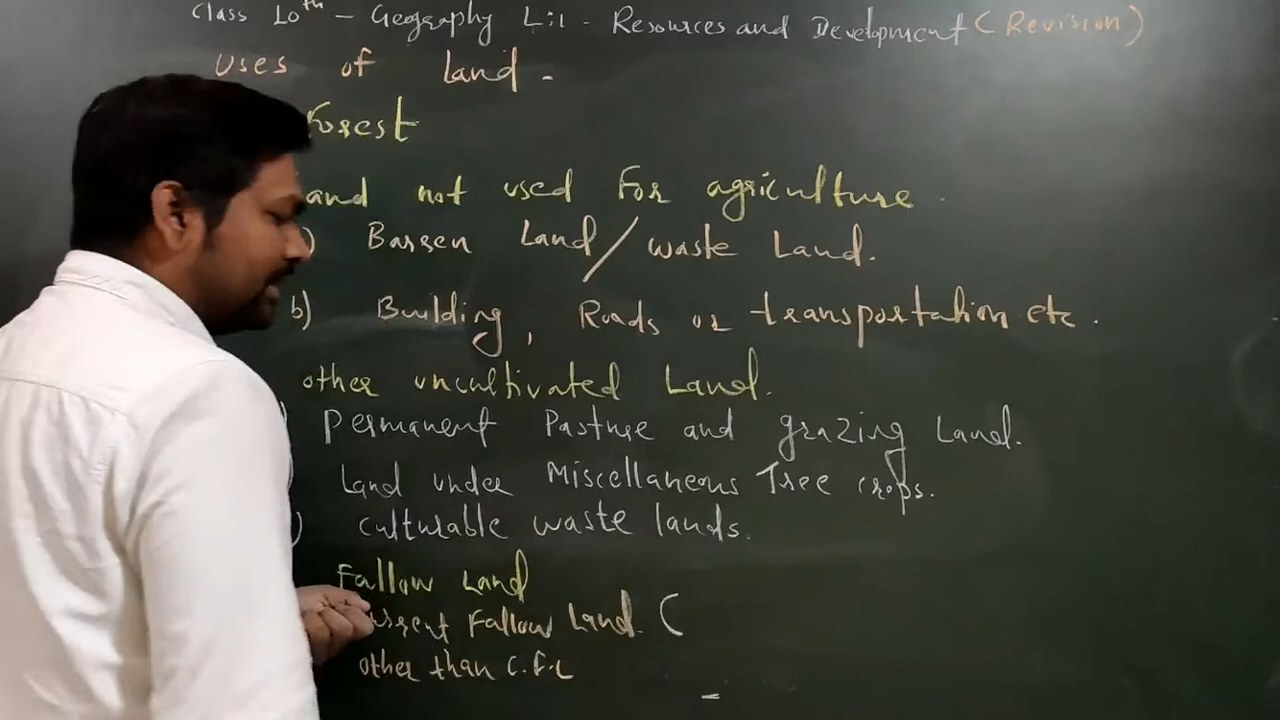 Class 10th - Geography L:1 - Resources and Development (Revision)
Uses of Land -
Forest
and not used for agriculture.
) Barren Land / waste Land.
b) Building, Roads or transportation etc.
other uncultivated Land.
) Permanent Pasture and grazing Land.
Land under Miscellaneous Tree crops.
) culturable waste lands.
Fallow Land
urrent Fallow Land. (
other than C.F.L
-